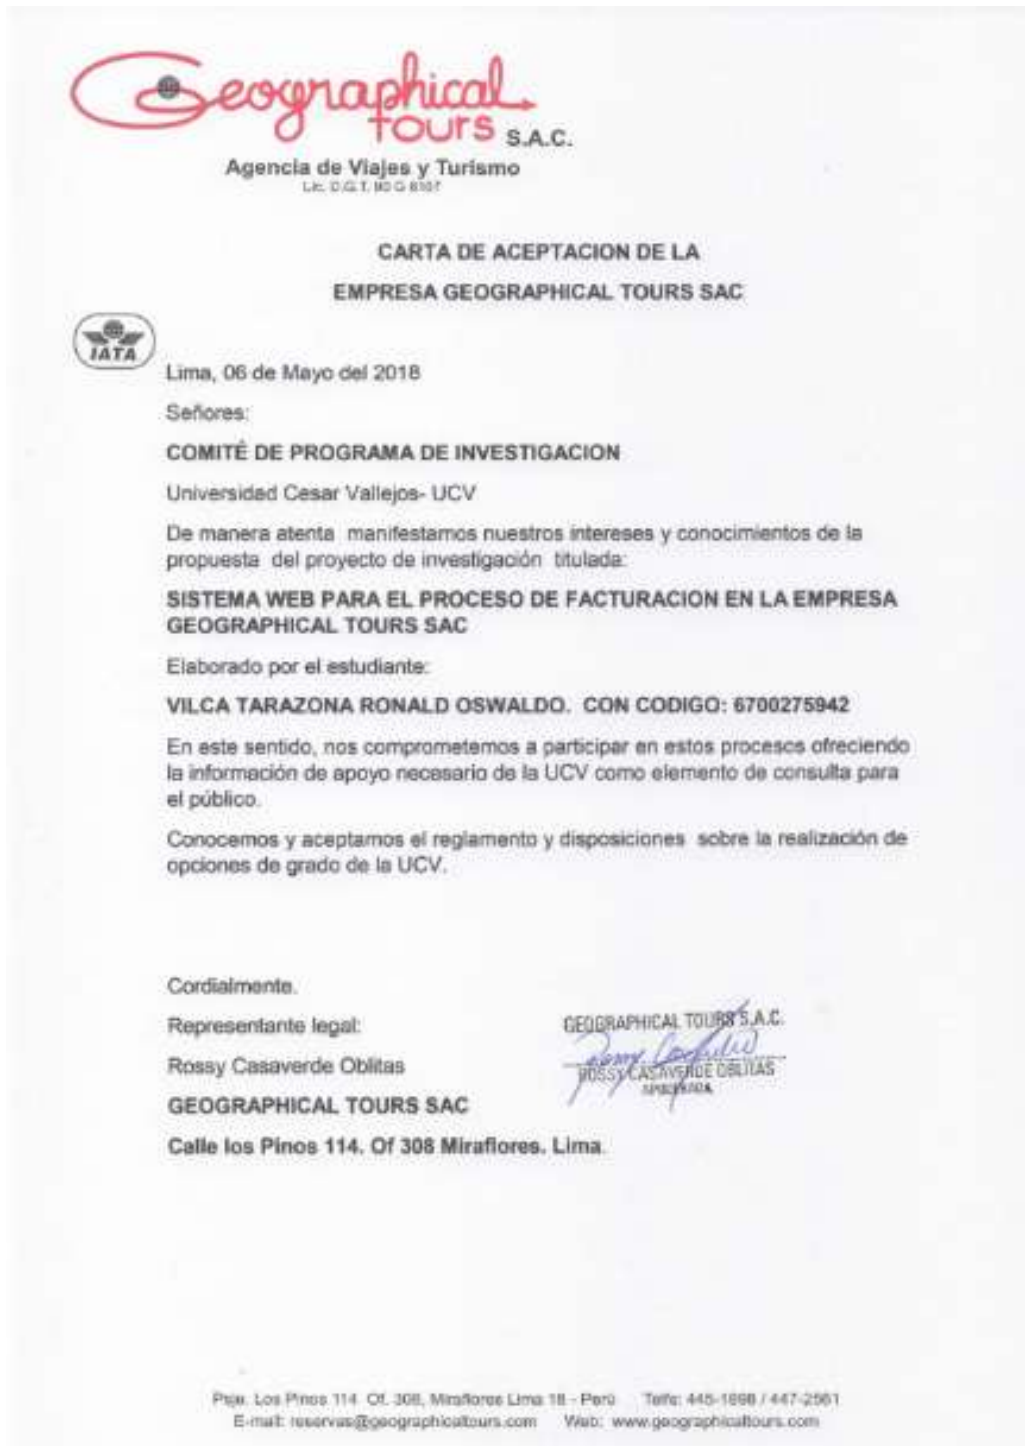 Geographical
tours S.A.C.
Agencia de Viajes y Turismo
CARTA DE ACEPTACION DE LA
EMPRESA GEOGRAPHICAL TOURS SAC
IATA
Lima, 06 de Mayo del 2018
Señores:
COMITÉ DE PROGRAMA DE INVESTIGACION
Universidad Cesar Vallejos- UCV
De manera atenta manifestamos nuestros intereses y conocimientos de la
propuesta del proyecto de investigación titulada:
SISTEMA WEB PARA EL PROCESO DE FACTURACION EN LA EMPRESA
GEOGRAPHICAL TOURS SAC
Elaborado por el estudiante:
VILCA TARAZONA RONALD OSWALDO. CON CODIGO: 6700275942
En este sentido, nos comprometemos a participar en estos procesos ofreciendo
la información de apoyo necesario de la UCV como elemento de consulta para
el público.
Conocemos y aceptamos el reglamento y disposiciones sobre la realización de
opciones de grado de la UCV.
Cordialmente.
Representante legal:
Rossy Casaverde Oblitas
GEOGRAPHICAL TOURS SAC
Calle los Pinos 114. Of 308 Miraflores. Lima.
GEOGRAPHICAL TOURS S.A.C.
ROSSY CASAVERDE OBLITAS
APODERADA
Psje. Los Pinos 114 Of. 308, Miraflores Lima 18 - Perú Telfs: 445-1698 / 447-2561
E-mail: reservas@geographicaltours.com Web: www.geographicaltours.com